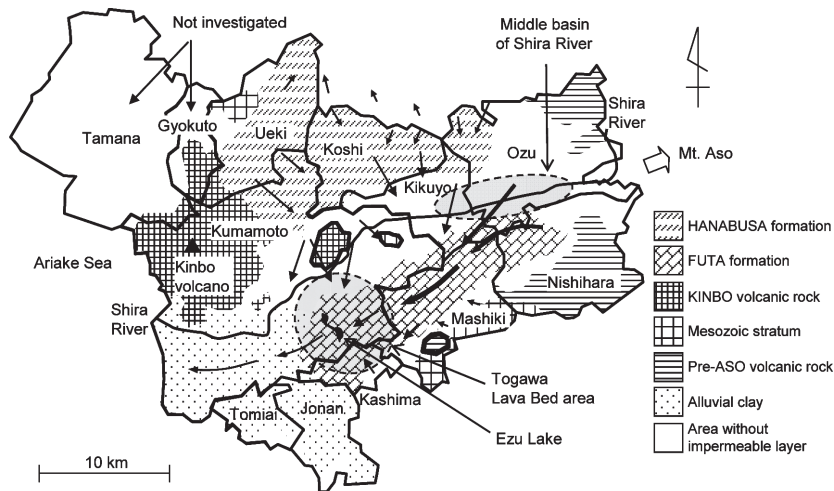 Not investigated
Middle basin
of Shira River
Shira
River
Tamana
Gyokuto
Ueki
Koshi
Ozu
Mt. Aso
Kikuyo
Kumamoto
Ariake Sea
Kinbo
volcano
Nishihara
Shira
River
Mashiki
Togawa
Lava Bed area
Kashima
Jonan
Tomiai
Ezu Lake
10 km
HANABUSA formation
FUTA formation
KINBO volcanic rock
Mesozoic stratum
Pre-ASO volcanic rock
Alluvial clay
Area without
impermeable layer